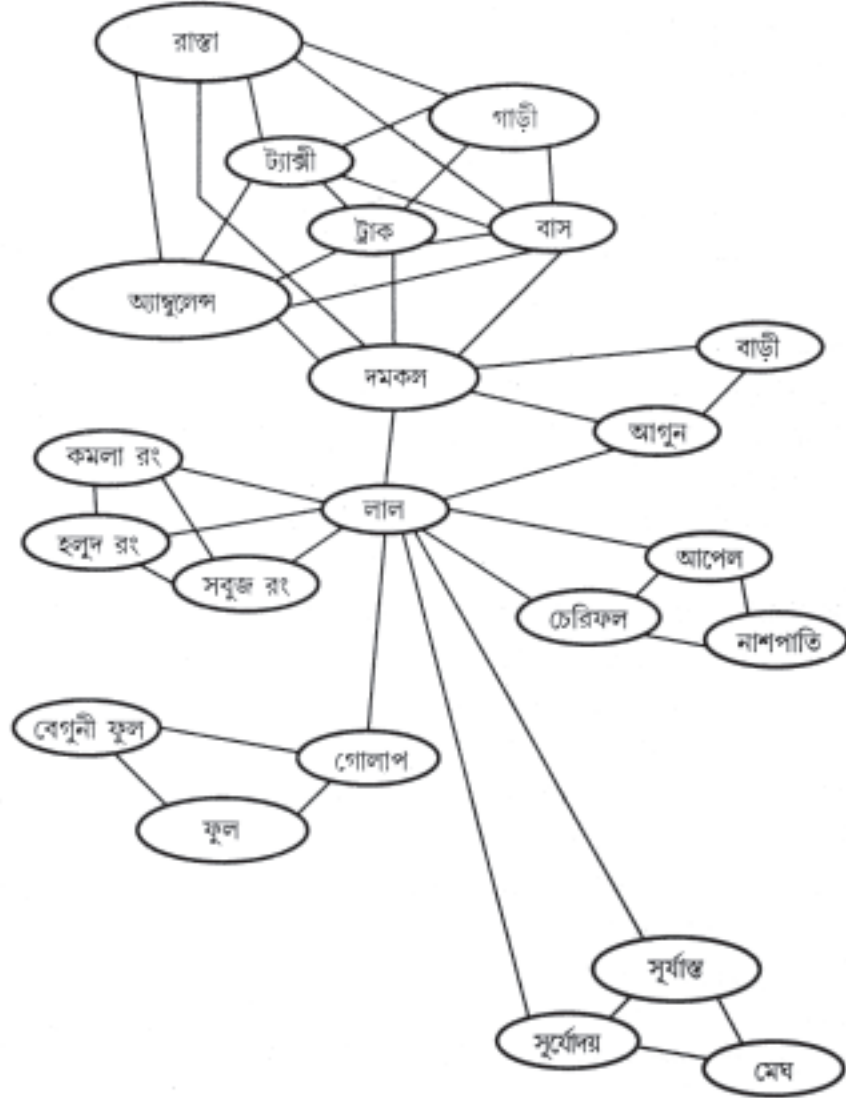 রাস্তা
গাড়ী
ট্যাক্সী
ট্রাক
বাস
অ্যাম্বুলেন্স
দমকল
বাড়ী
আগুন
কমলা রং
লাল
হলুদ রং
সবুজ রং
আপেল
চেরিফল
নাশপাতি
বেগুনী ফুল
গোলাপ
ফুল
সূর্যাস্ত
সূর্যোদয়
মেঘ